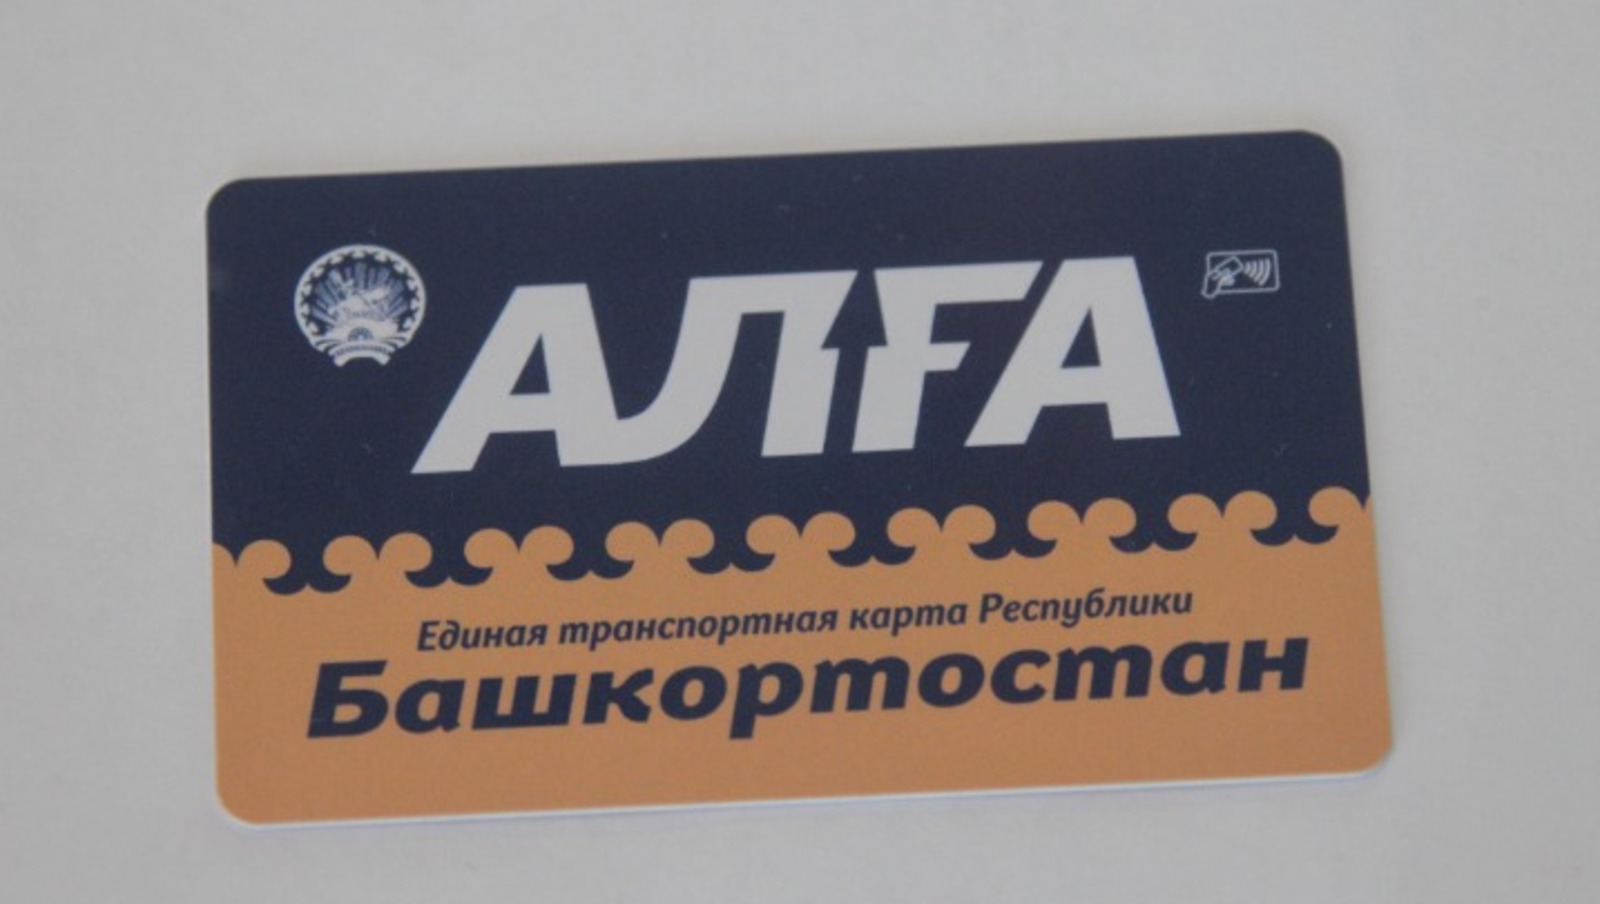 АЛҒА
Единая транспортная карта Республики
Башкортостан